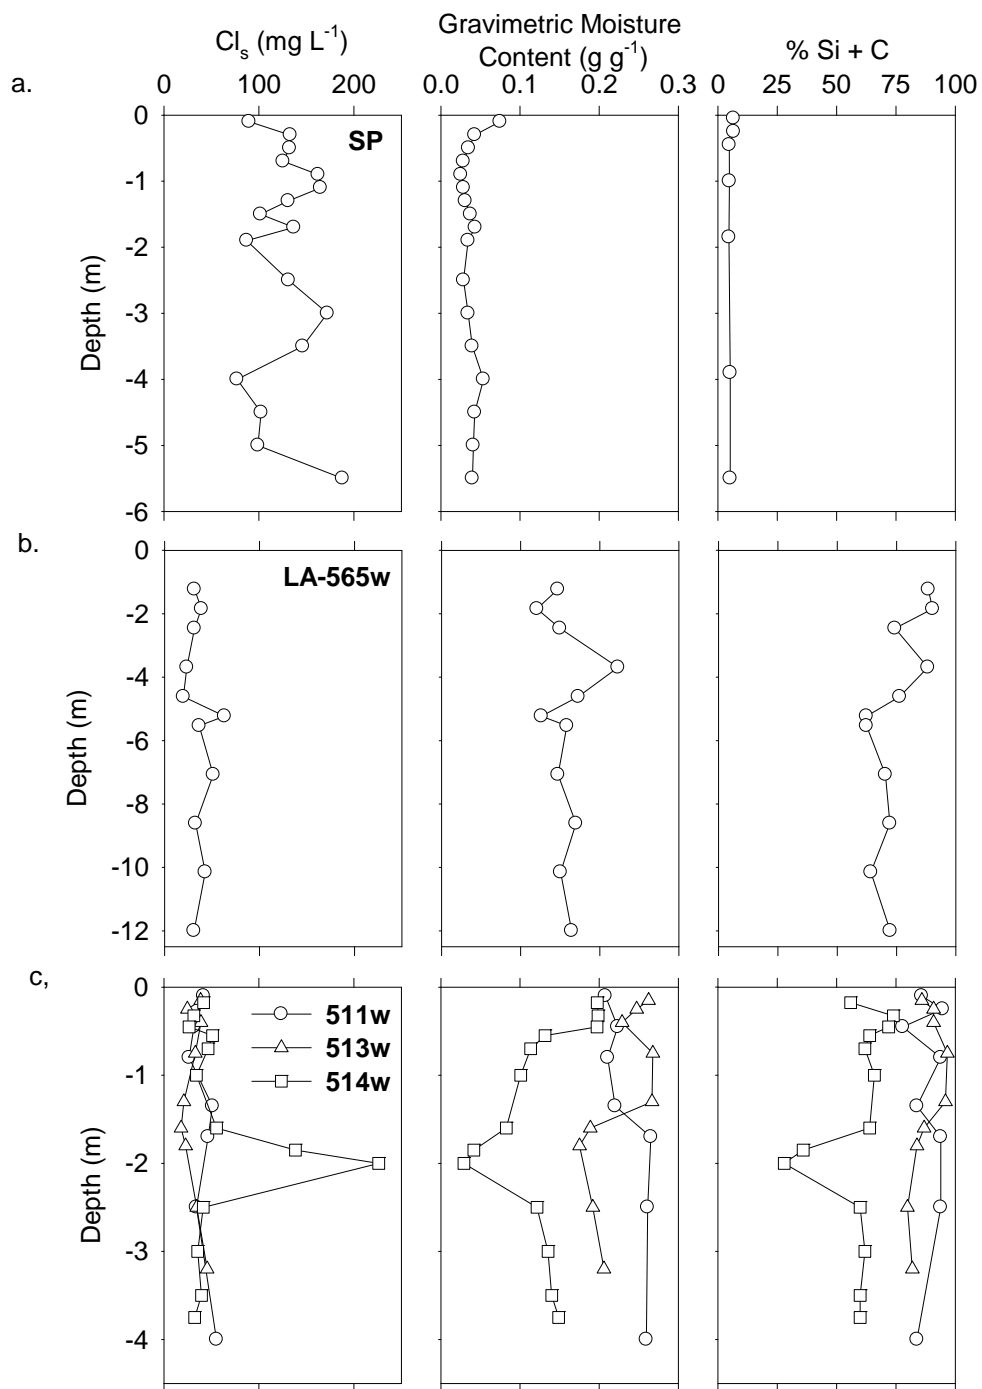 Cls (mg L-1)
Gravimetric Moisture
Content (g g-1)
% Si + C
a.
0 100 200
0.0 0.1 0.2 0.3
0 25 50 75 100
SP
0
-1
-2
-3
-4
-5
-6
Depth (m)
b.
LA-565w
0
-2
-4
-6
-8
-10
-12
Depth (m)
c,
511w
513w
514w
0
-1
-2
-3
-4
Depth (m)